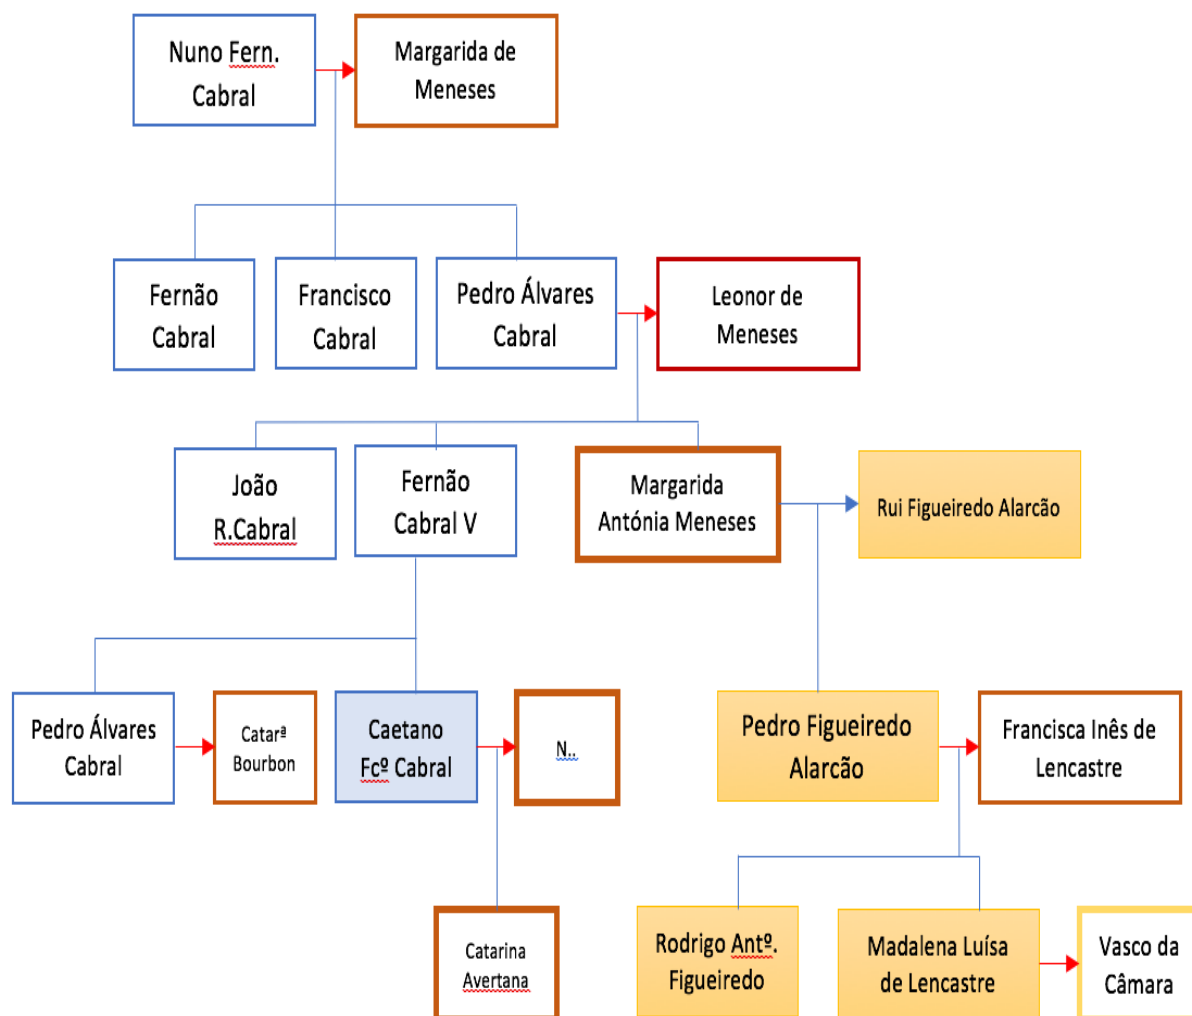 Nuno Fern.
Cabral
Margarida de
Meneses
Fernão
Cabral
Francisco
Cabral
Pedro Álvares
Cabral
Leonor de
Meneses
João
R.Cabral
Fernão
Cabral V
Margarida
Antónia Meneses
Rui Figueiredo Alarcão
Pedro Álvares
Cabral
Catarª
Bourbon
Caetano
Fcº Cabral
N..
Pedro Figueiredo
Alarcão
Francisca Inês de
Lencastre
Catarina
Avertana
Rodrigo Antº.
Figueiredo
Madalena Luísa
de Lencastre
Vasco da
Câmara